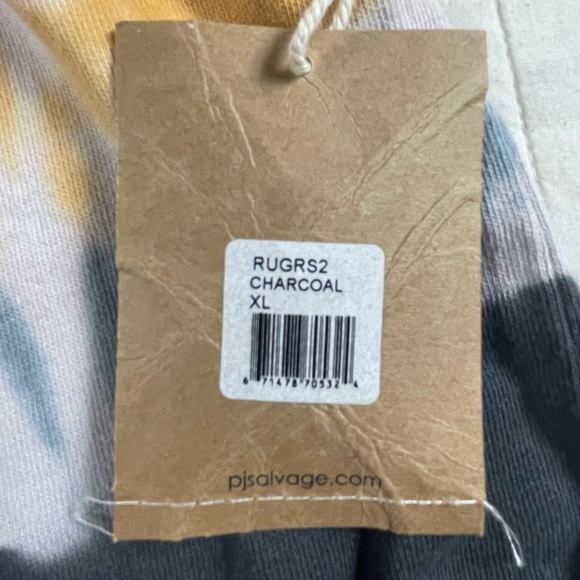 RUGRS2
CHARCOAL
XL
6 71478 70532 4
pjsalvage.com